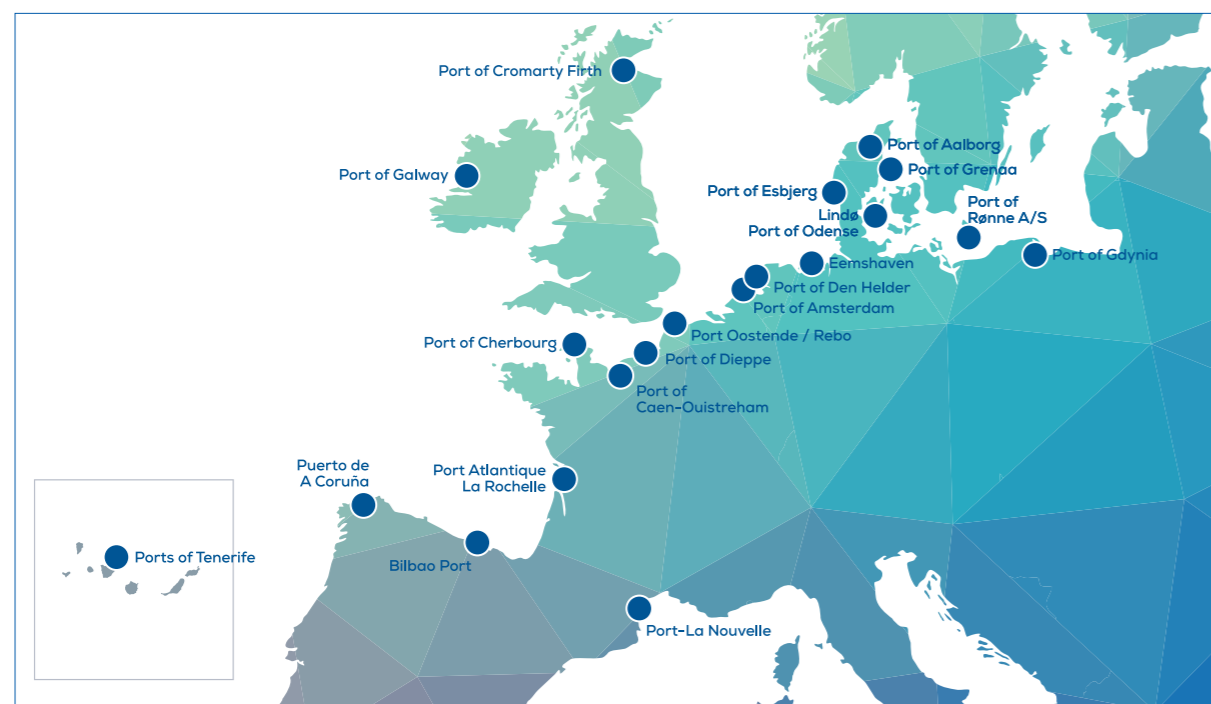 Port of Cromarty Firth
Port of Aalborg
Port of Grenaa
Port of Galway
Port of Esbjerg
Port of
Rønne A/S
Lindø
Port of Odense
Port of Gdynia
Eemshaven
Port of Den Helder
Port of Amsterdam
Port Oostende / Rebo
Port of Cherbourg
Port of Dieppe
Port of
Caen-Ouistreham
Puerto de
A Coruña
Port Atlantique
La Rochelle
Ports of Tenerife
Bilbao Port
Port-La Nouvelle